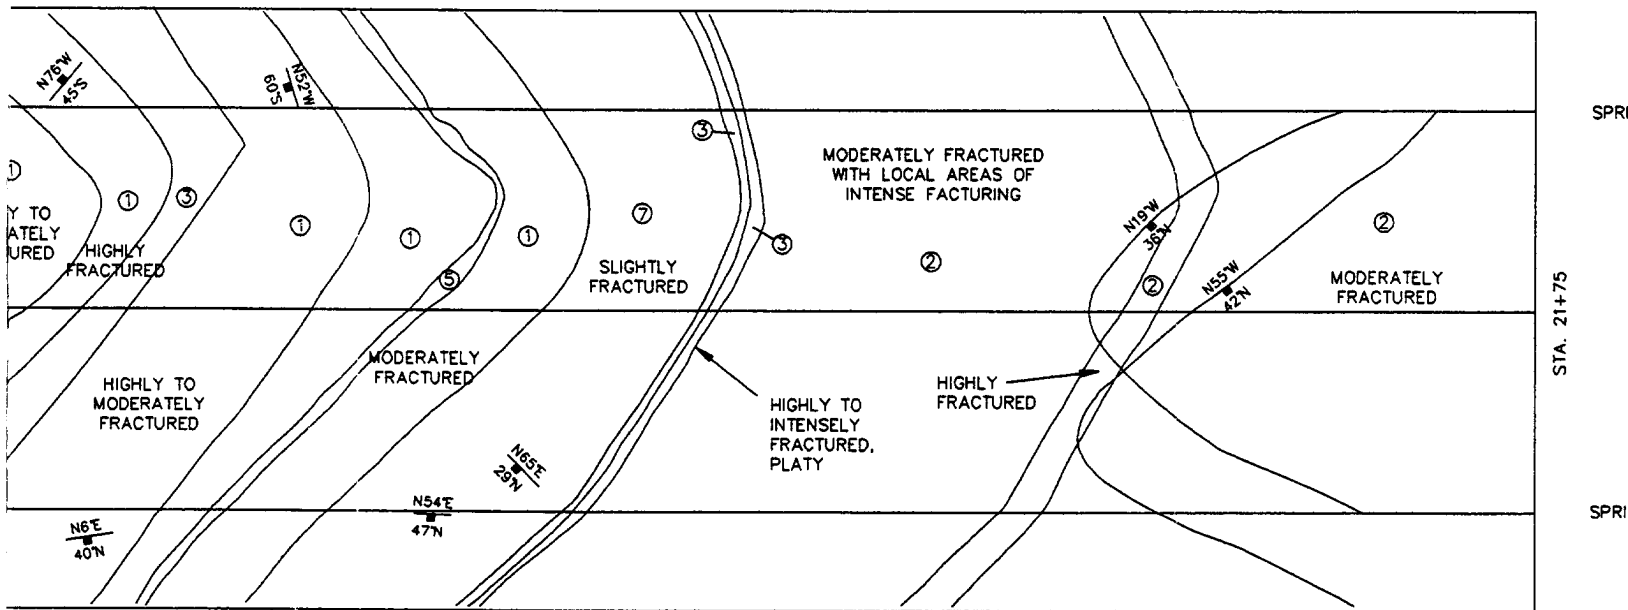 N76°W
45°S
N52°W
60°S
SPRI
3
MODERATELY FRACTURED
WITH LOCAL AREAS OF
INTENSE FACTURING
1
1
3
1
1
1
7
3
2
N19°W
36°N
2
2
Y TO
ATELY
URED
HIGHLY
FRACTURED
5
SLIGHTLY
FRACTURED
N55°W
42°N
MODERATELY
FRACTURED
STA. 21+75
HIGHLY TO
MODERATELY
FRACTURED
MODERATELY
FRACTURED
HIGHLY
FRACTURED
HIGHLY TO
INTENSELY
FRACTURED,
PLATY
N65°E
29°N
N54°E
47°N
N6°E
40°N
SPRI